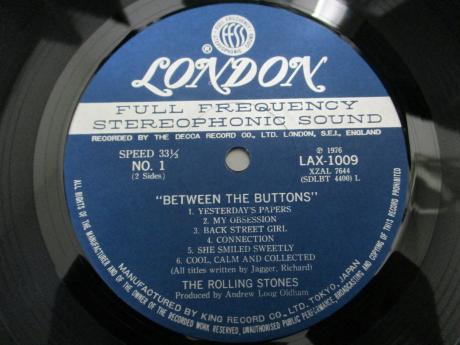 FFSS
FULL FREQUENCY
STEREOPHONIC
® LONDON
FULL FREQUENCY
STEREOPHONIC SOUND
RECORDED BY THE DECCA RECORD CO., LTD. LONDON, S.E.I., ENGLAND
SPEED 33⅓
NO. 1
(2 Sides)
℗ 1976
LAX-1009
XZAL 7644
(SDLBT 4400) L
"BETWEEN THE BUTTONS"
1. YESTERDAY'S PAPERS
2. MY OBSESSION
3. BACK STREET GIRL
4. CONNECTION
5. SHE SMILED SWEETLY
6. COOL, CALM AND COLLECTED
(All titles written by Jagger, Richard)
THE ROLLING STONES
Produced by Andrew Loog Oldham
MANUFACTURED BY KING RECORD CO., LTD. TOKYO, JAPAN
ALL RIGHTS OF THE MANUFACTURER AND OF THE OWNER OF THE RECORDED WORK RESERVED, UNAUTHORISED PUBLIC PERFORMANCE, BROADCASTING AND COPYING OF THIS RECORD PROHIBITED